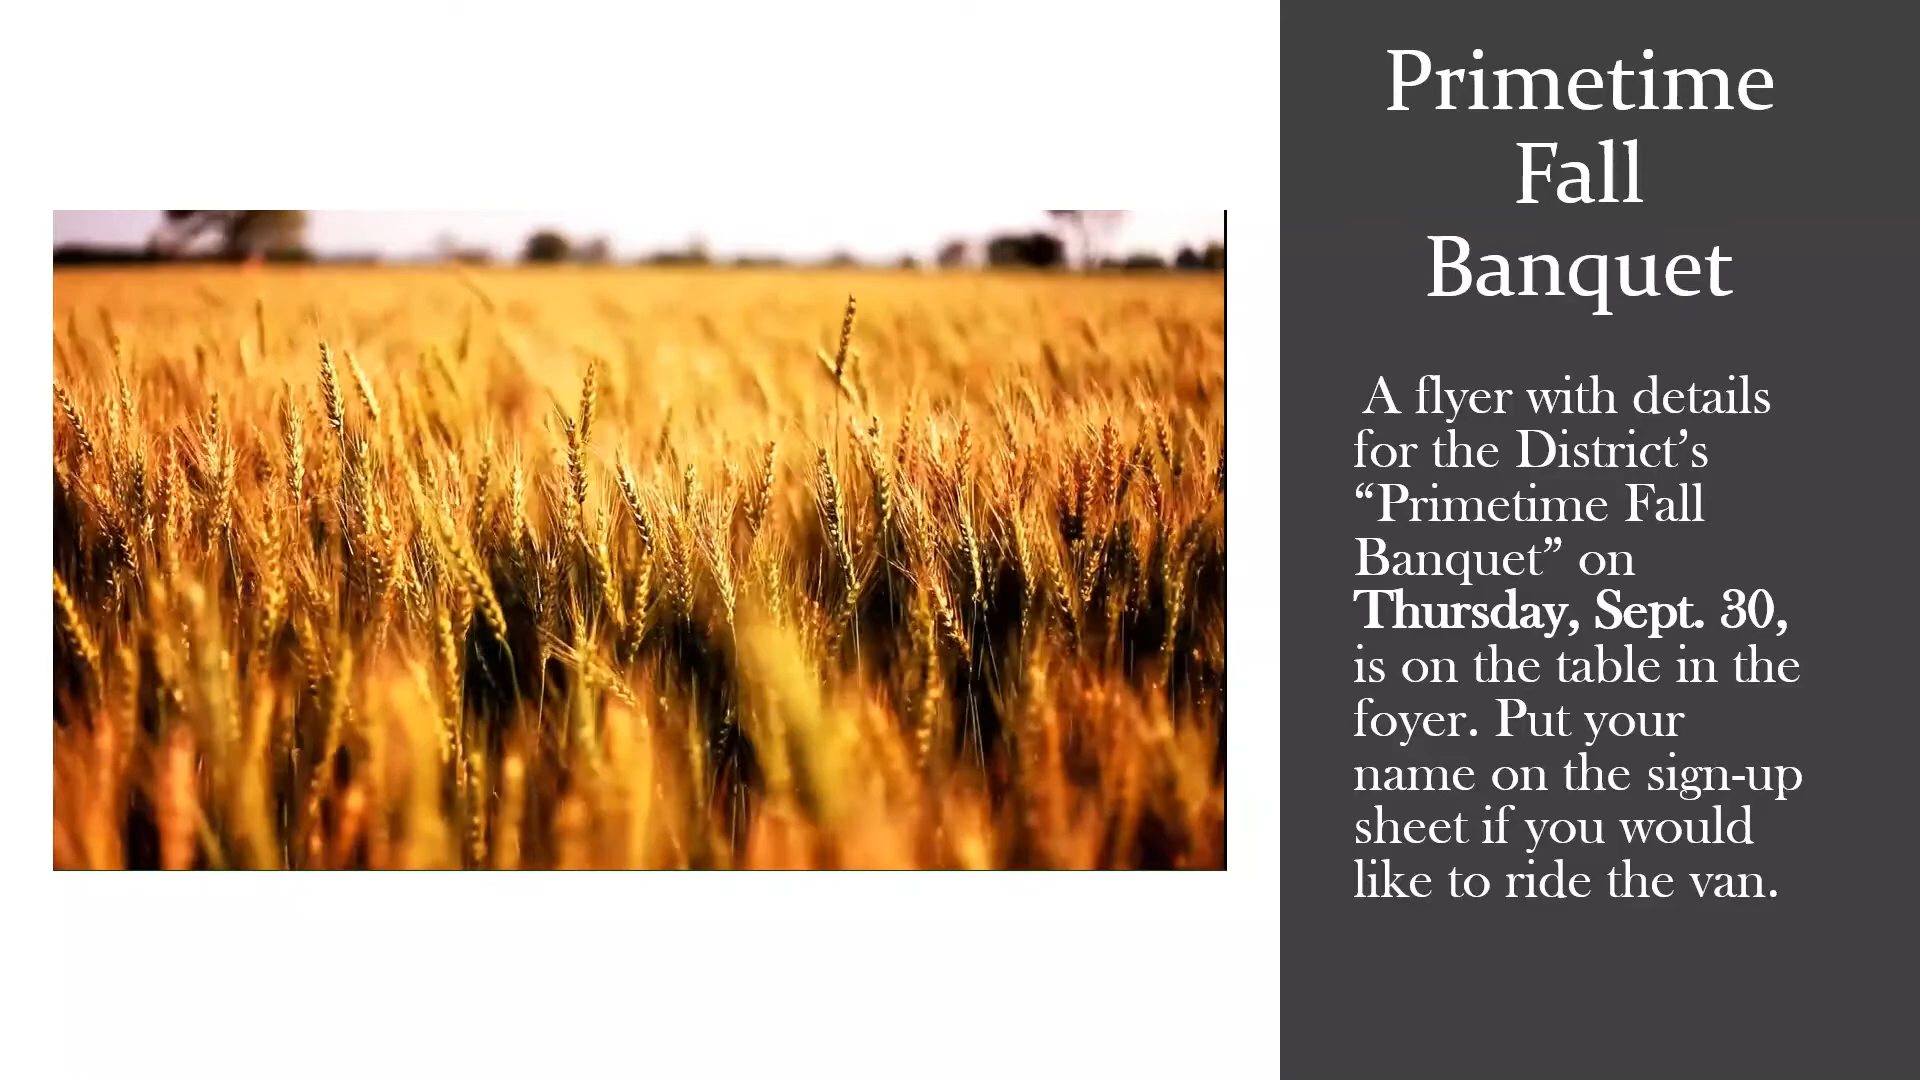 Primetime
Fall
Banquet
A flyer with details
for the District’s
“Primetime Fall
Banquet” on
Thursday, Sept. 30,
is on the table in the
foyer. Put your
name on the sign-up
sheet if you would
like to ride the van.